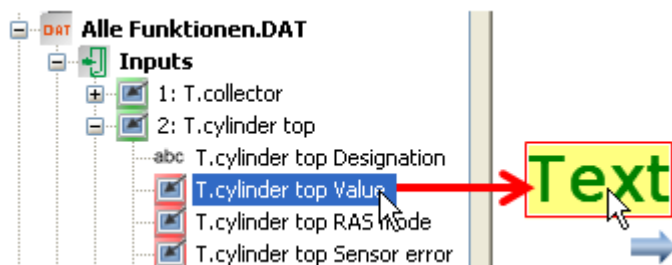 DAT Alle Funktionen.DAT
Inputs
1: T.collector
2: T.cylinder top
abc T.cylinder top Designation
T.cylinder top Value
Text
T.cylinder top RAS mode
T.cylinder top Sensor error